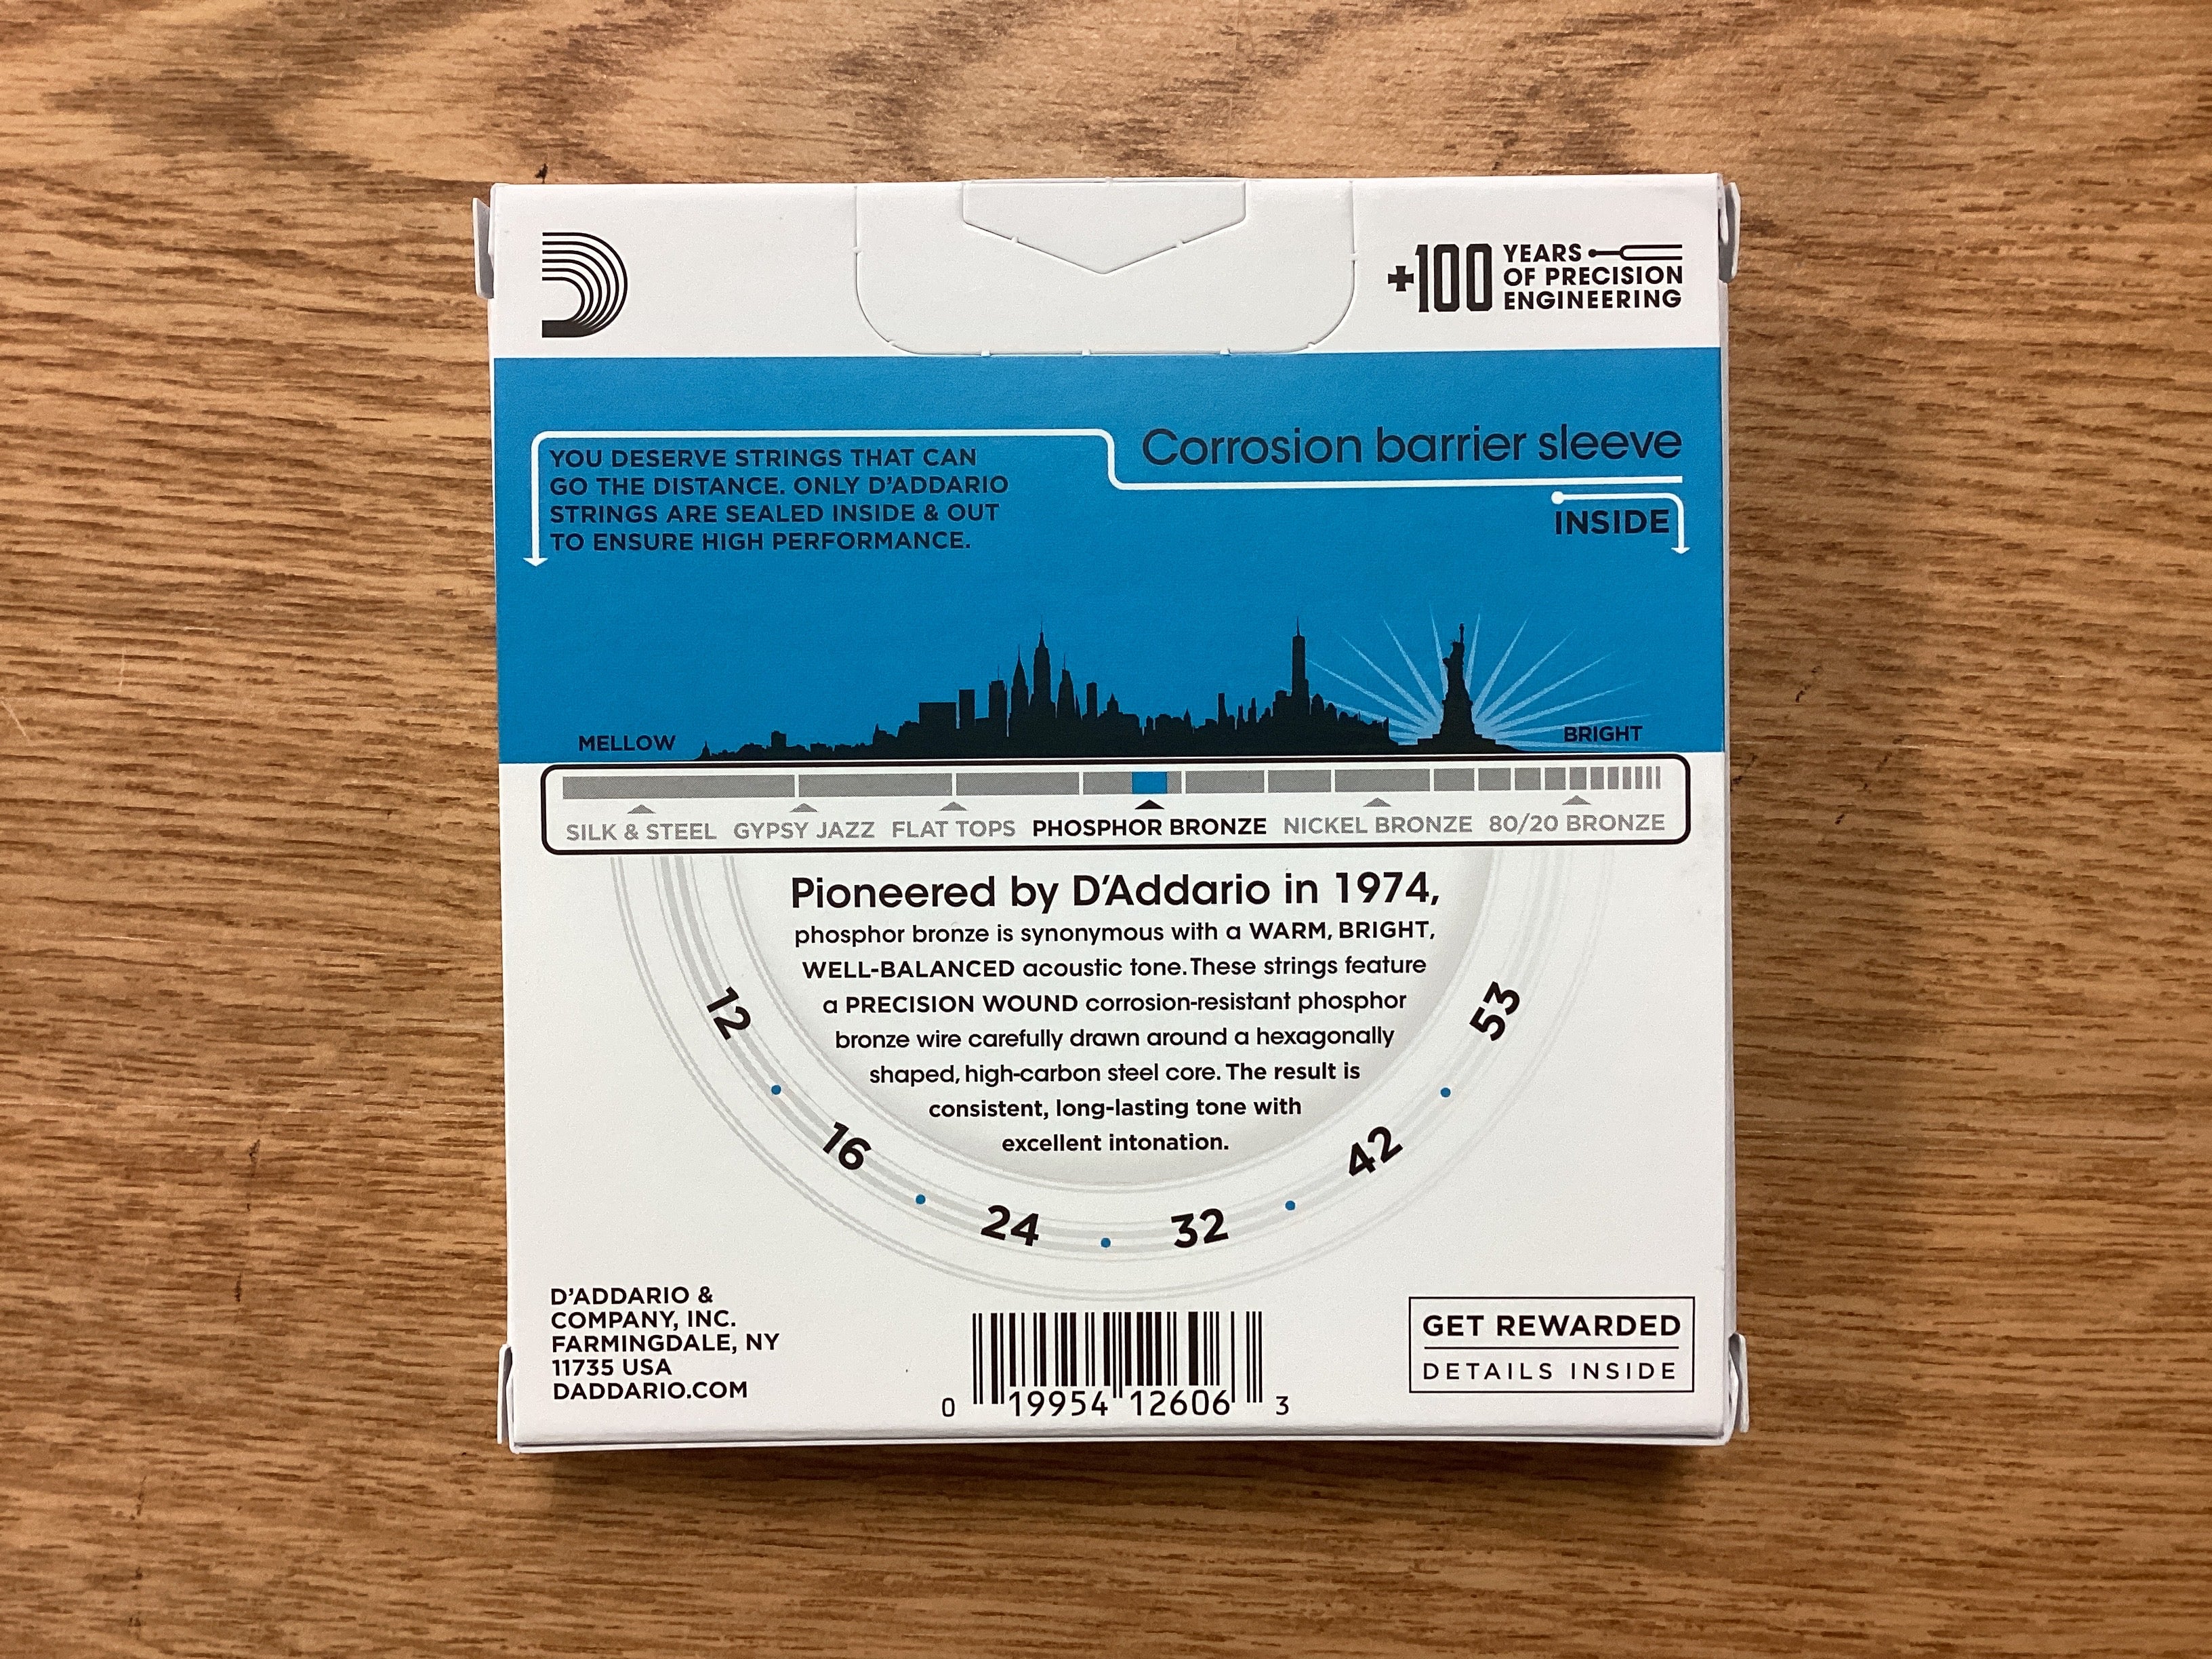 +100 YEARS
OF PRECISION
ENGINEERING
Corrosion barrier sleeve
INSIDE
YOU DESERVE STRINGS THAT CAN
GO THE DISTANCE. ONLY D'ADDARIO
STRINGS ARE SEALED INSIDE & OUT
TO ENSURE HIGH PERFORMANCE.
MELLOW
BRIGHT
SILK & STEEL GYPSY JAZZ FLAT TOPS PHOSPHOR BRONZE NICKEL BRONZE 80/20 BRONZE
Pioneered by D'Addario in 1974,
phosphor bronze is synonymous with a WARM, BRIGHT,
WELL-BALANCED acoustic tone. These strings feature
a PRECISION WOUND corrosion-resistant phosphor
bronze wire carefully drawn around a hexagonally
shaped, high-carbon steel core. The result is
consistent, long-lasting tone with
excellent intonation.
12 • 16 • 24 • 32 • 42 • 53
D'ADDARIO &
COMPANY, INC.
FARMINGDALE, NY
11735 USA
DADDARIO.COM
0 19954 12606 3
GET REWARDED
DETAILS INSIDE